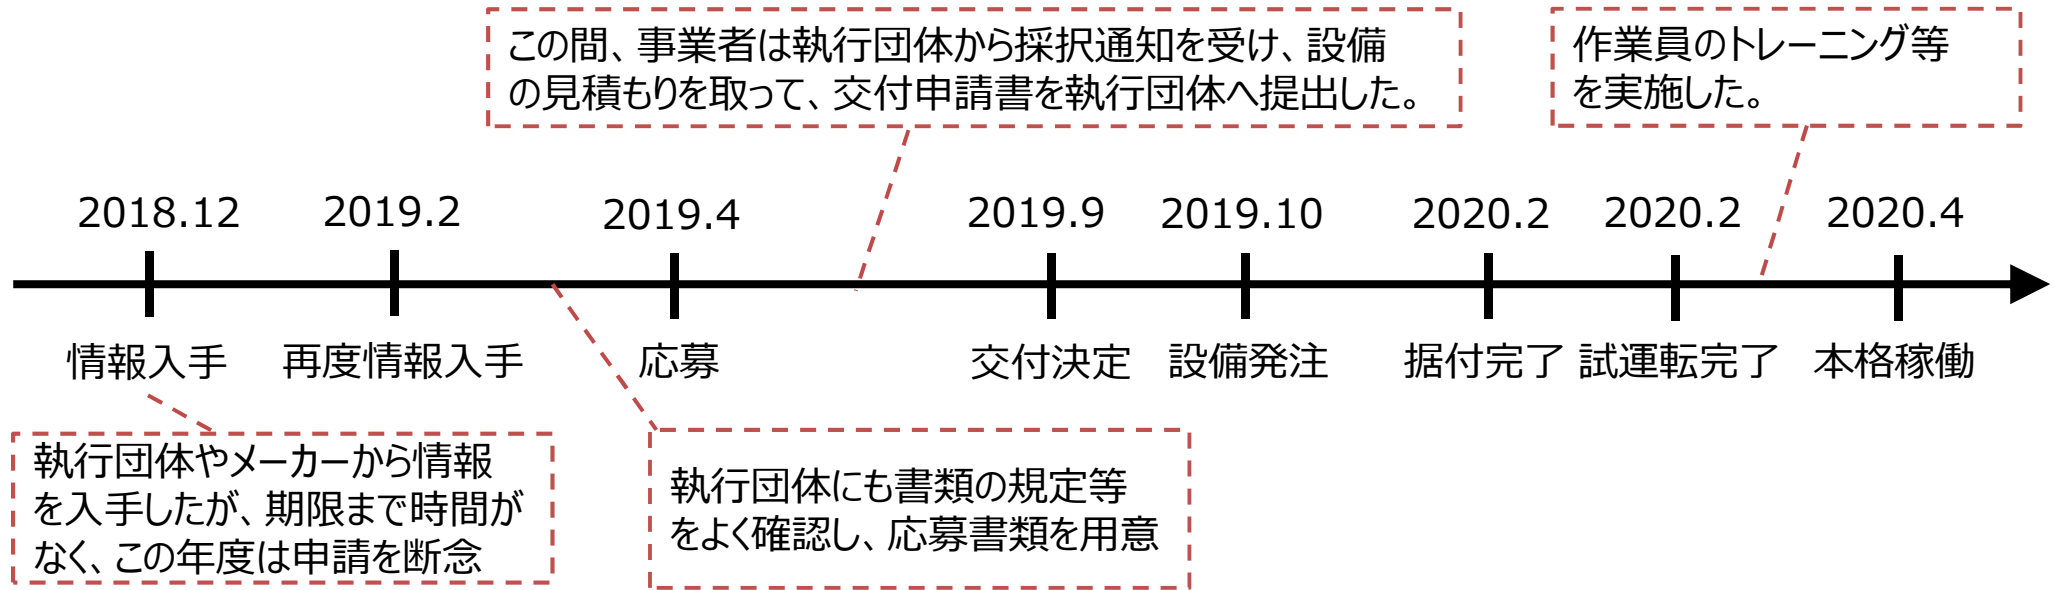 この間、事業者は執行団体から採択通知を受け、設備
の見積もりを取って、交付申請書を執行団体へ提出した。
作業員のトレーニング等
を実施した。
2018.12
2019.2
2019.4
2019.9
2019.10
2020.2
2020.2
2020.4
情報入手
再度情報入手
応募
交付決定
設備発注
据付完了
試運転完了
本格稼働
執行団体やメーカーから情報
を入手したが、期限まで時間が
なく、この年度は申請を断念
執行団体にも書類の規定等
をよく確認し、応募書類を用意